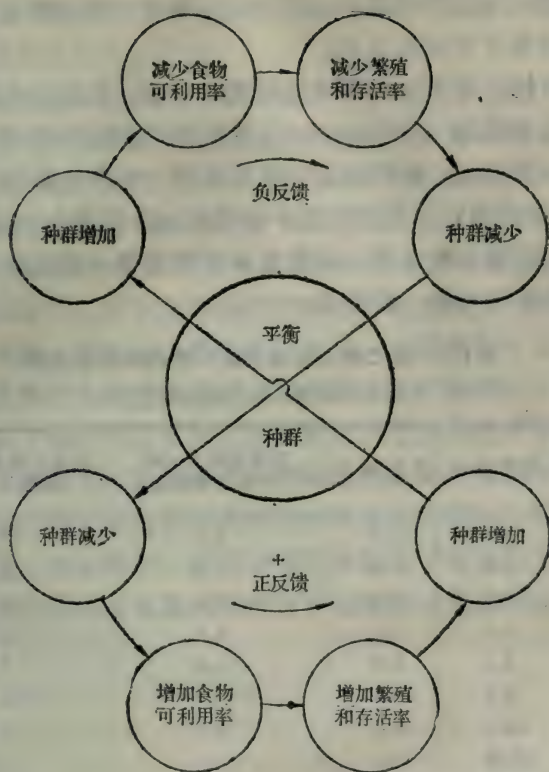 减少食物
可利用率
减少繁殖
和存活率
负反馈
种群增加
种群减少
平衡
种群
种群减少
种群增加
+
正反馈
增加食物
可利用率
增加繁殖
和存活率